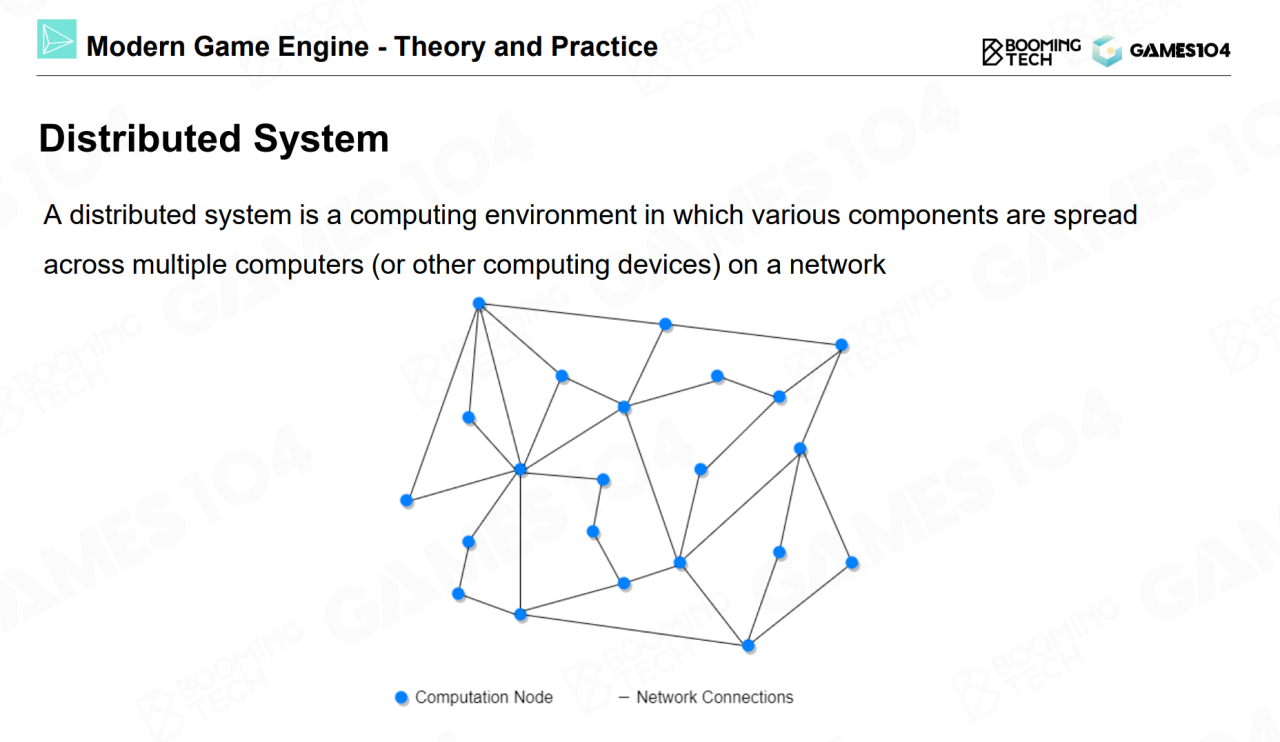 Modern Game Engine - Theory and Practice
BOOMING
TECH
GAMES104
Distributed System
A distributed system is a computing environment in which various components are spread
across multiple computers (or other computing devices) on a network
Computation Node
Network Connections